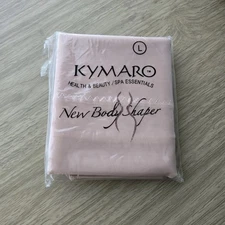 L
KYMARO
HEALTH & BEAUTY / SPA ESSENTIALS
New Body Shaper